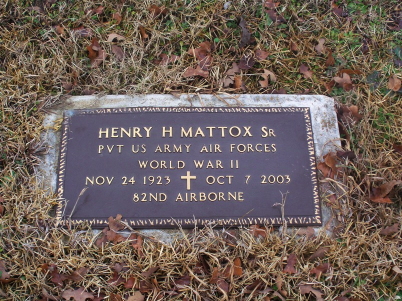 HENRY H MATTOX SR
PVT US ARMY AIR FORCES
WORLD WAR II
NOV 24 1923 OCT 7 2003
82ND AIRBORNE